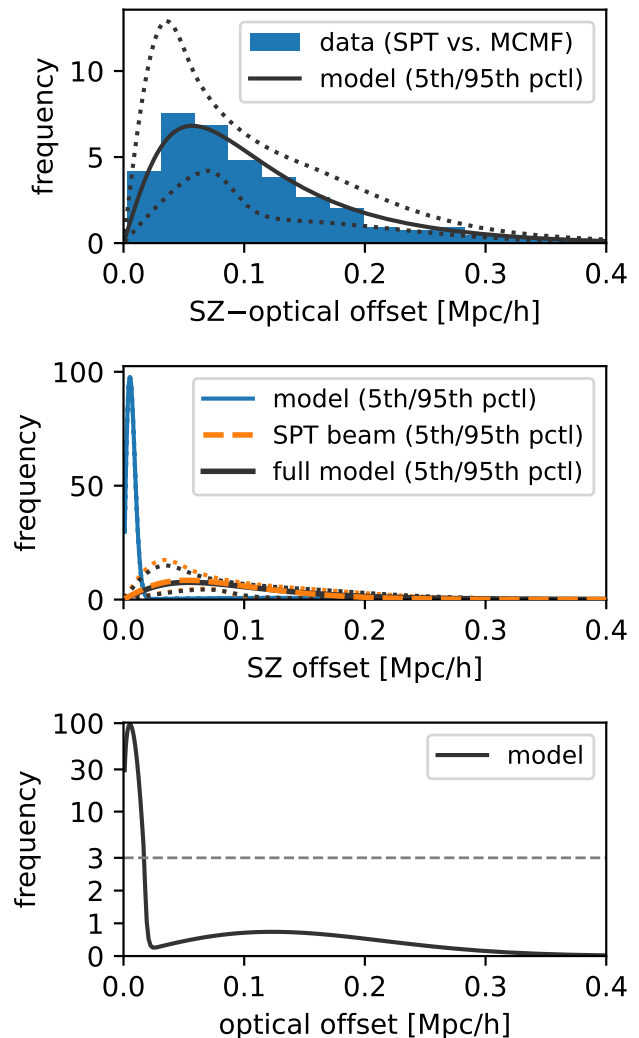 data (SPT vs. MCMF)
model (5th/95th pctl)
frequency
10
5
0
0.0 0.1 0.2 0.3 0.4
SZ−optical offset [Mpc/h]
model (5th/95th pctl)
SPT beam (5th/95th pctl)
full model (5th/95th pctl)
frequency
100
50
0
0.0 0.1 0.2 0.3 0.4
SZ offset [Mpc/h]
model
frequency
100
30
10
3
2
1
0
0.0 0.1 0.2 0.3 0.4
optical offset [Mpc/h]